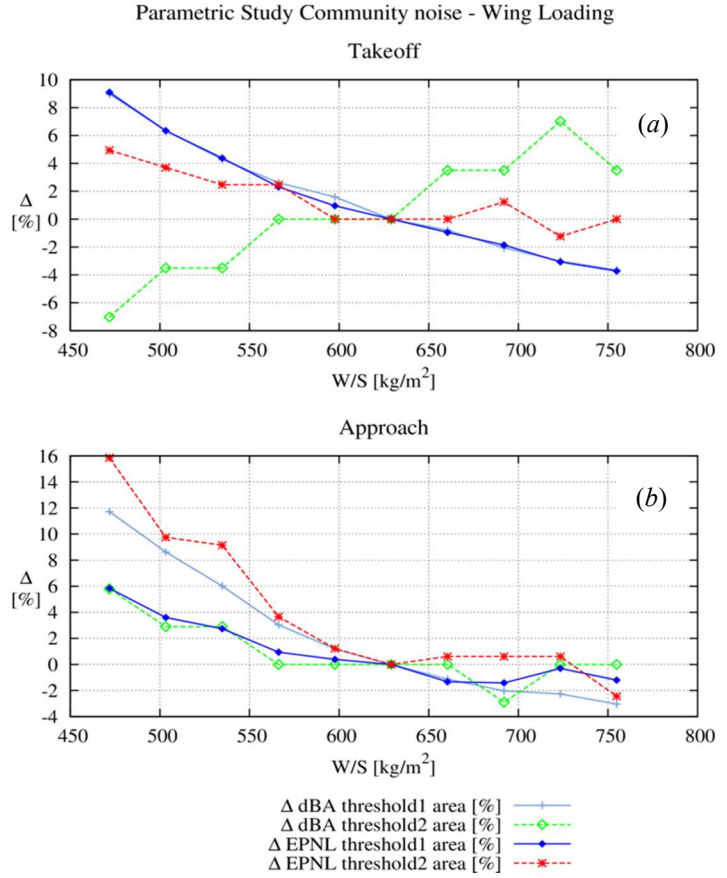 Parametric Study Community noise - Wing Loading
Takeoff
10
8
6
4
2
0
-2
-4
-6
-8
Δ
[%]
(a)
450 500 550 600 650 700 750 800
W/S [kg/m²]
Approach
16
14
12
10
8
6
4
2
0
-2
-4
Δ
[%]
(b)
450 500 550 600 650 700 750 800
W/S [kg/m²]
Δ dBA threshold1 area [%]
Δ dBA threshold2 area [%]
Δ EPNL threshold1 area [%]
Δ EPNL threshold2 area [%]